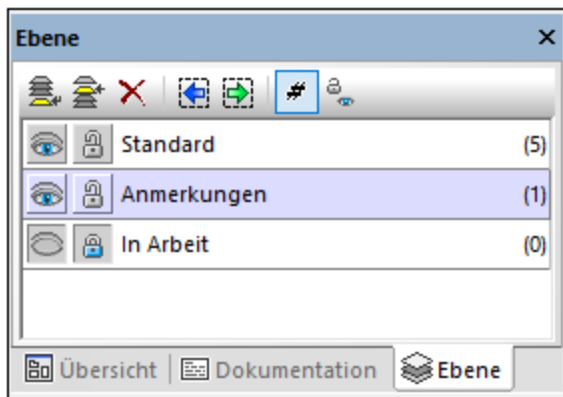 Ebene
Standard (5)
Anmerkungen (1)
In Arbeit (0)
Übersicht Dokumentation Ebene